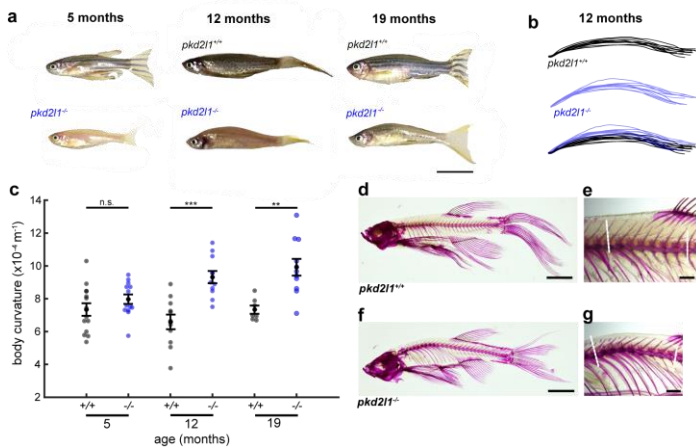 a
5 months
12 months
19 months
pkd2l1+/+
pkd2l1+/+
pkd2l1-/-
pkd2l1-/-
pkd2l1-/-
b
12 months
pkd2l1+/+
pkd2l1-/-
c
n.s.
***
**
14
12
10
8
6
4
2
body curvature (x10⁻⁴ m⁻¹)
+/+
-/-
+/+
-/-
+/+
-/-
5
12
19
age (months)
d
pkd2l1+/+
e
f
pkd2l1-/-
g